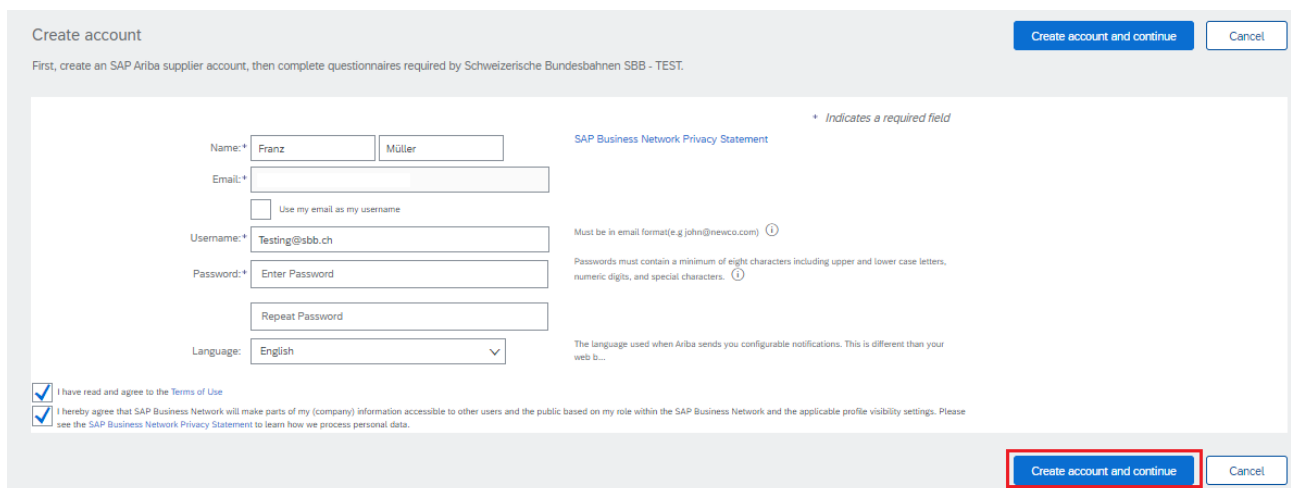 Create account
Create account and continue
Cancel
First, create an SAP Ariba supplier account, then complete questionnaires required by Schweizerische Bundesbahnen SBB - TEST.
* Indicates a required field
Name:* Franz Müller
SAP Business Network Privacy Statement
Email:*
Use my email as my username
Username:* Testing@sbb.ch
Must be in email format(e.g john@newco.com) i
Password:* Enter Password
Passwords must contain a minimum of eight characters including upper and lower case letters,
numeric digits, and special characters. i
Repeat Password
Language: English
The language used when Ariba sends you configurable notifications. This is different than your
web b...
I have read and agree to the Terms of Use
I hereby agree that SAP Business Network will make parts of my (company) information accessible to other users and the public based on my role within the SAP Business Network and the applicable profile visibility settings. Please
see the SAP Business Network Privacy Statement to learn how we process personal data.
Create account and continue
Cancel